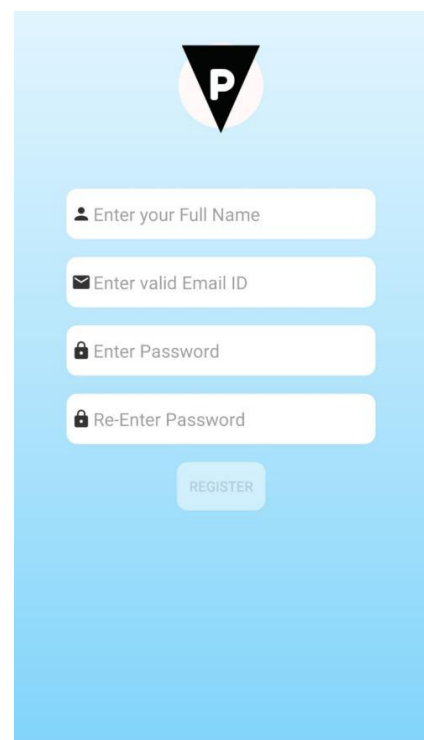 P
Enter your Full Name
Enter valid Email ID
Enter Password
Re-Enter Password
REGISTER